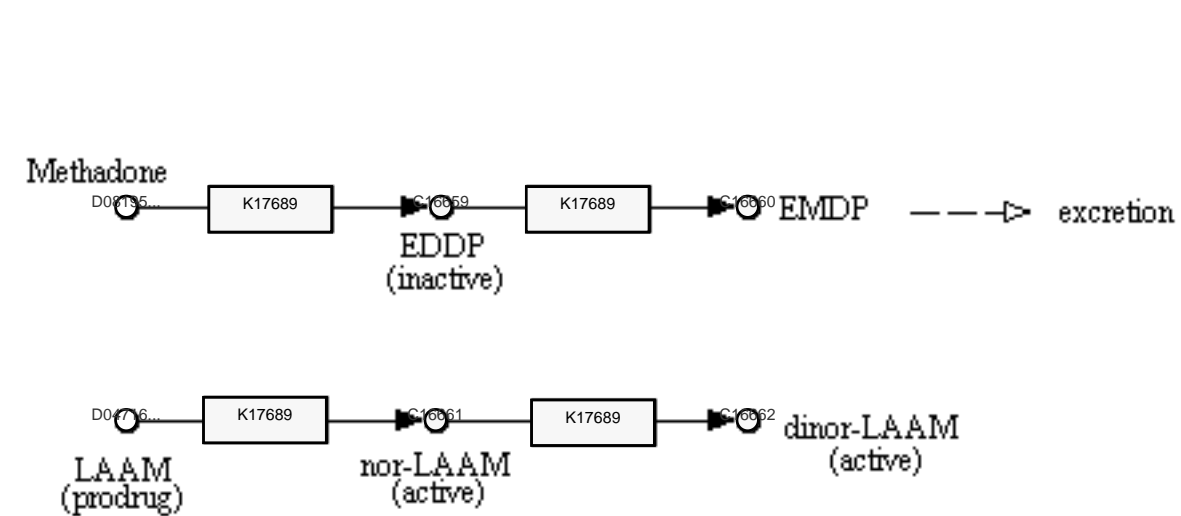 Methadone
D08195...
K17689
C16659
K17689
C16660
EMDP
excretion
EDDP
(inactive)
D04716...
K17689
C16661
K17689
C16662
dinor-LAAM
(active)
LAAM
(prodrug)
nor-LAAM
(active)